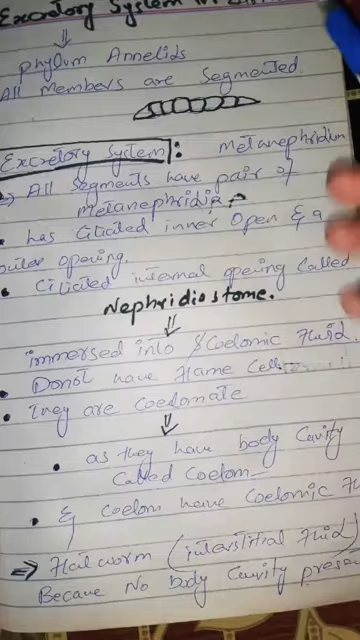 Excretory System in
Phylum Annelids
All Members are Segmented.
Excretory System: Metanephridium
All Segments have pair of
metanephridia
has Ciliated inner open & a
opening.
Ciliated internal opening Called
Nephridiostome.
immersed into Coelomic Fluid.
Donot have Flame Cell
They are Coelomate
as they have body Cavity
Called Coelom
& Coelom have Coelomic
Flat worm (interstitial Fluid)
Becaue No body Cavity